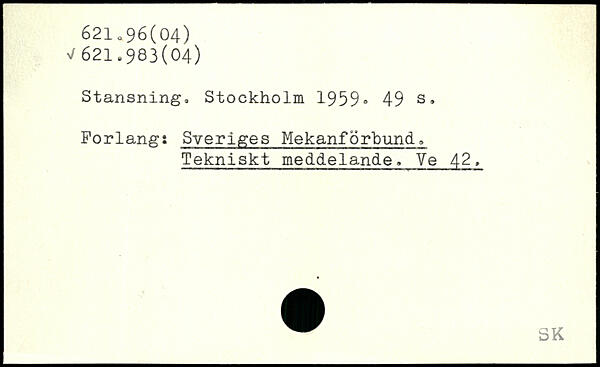 621.96(04)
√ 621.983(04)
Stansning. Stockholm 1959. 49 s.
Forlang: Sveriges Mekanförbund.
Tekniskt meddelande. Ve 42.
SK